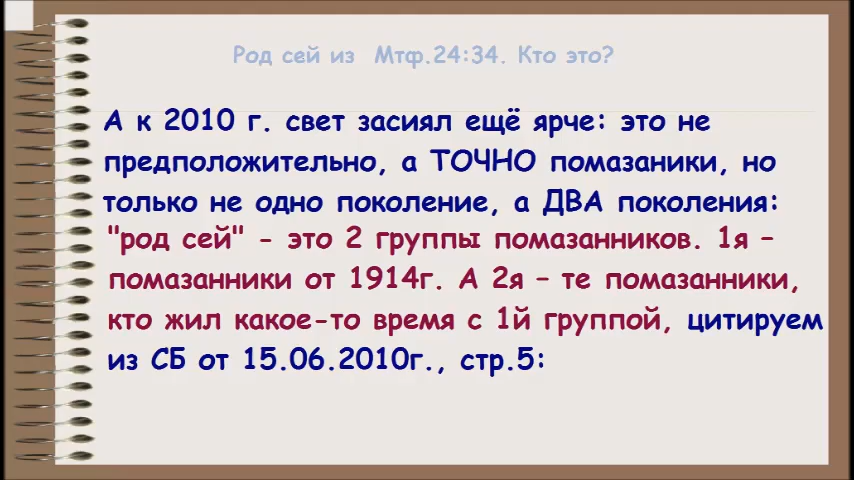 Род сей из Мтф.24:34. Кто это?
А к 2010 г. свет засиял ещё ярче: это не
предположительно, а ТОЧНО помазаники, но
только не одно поколение, а ДВА поколения:
"род сей" - это 2 группы помазанников. 1я –
помазанники от 1914г. А 2я – те помазанники,
кто жил какое-то время с 1й группой, цитируем
из СБ от 15.06.2010г., стр.5: